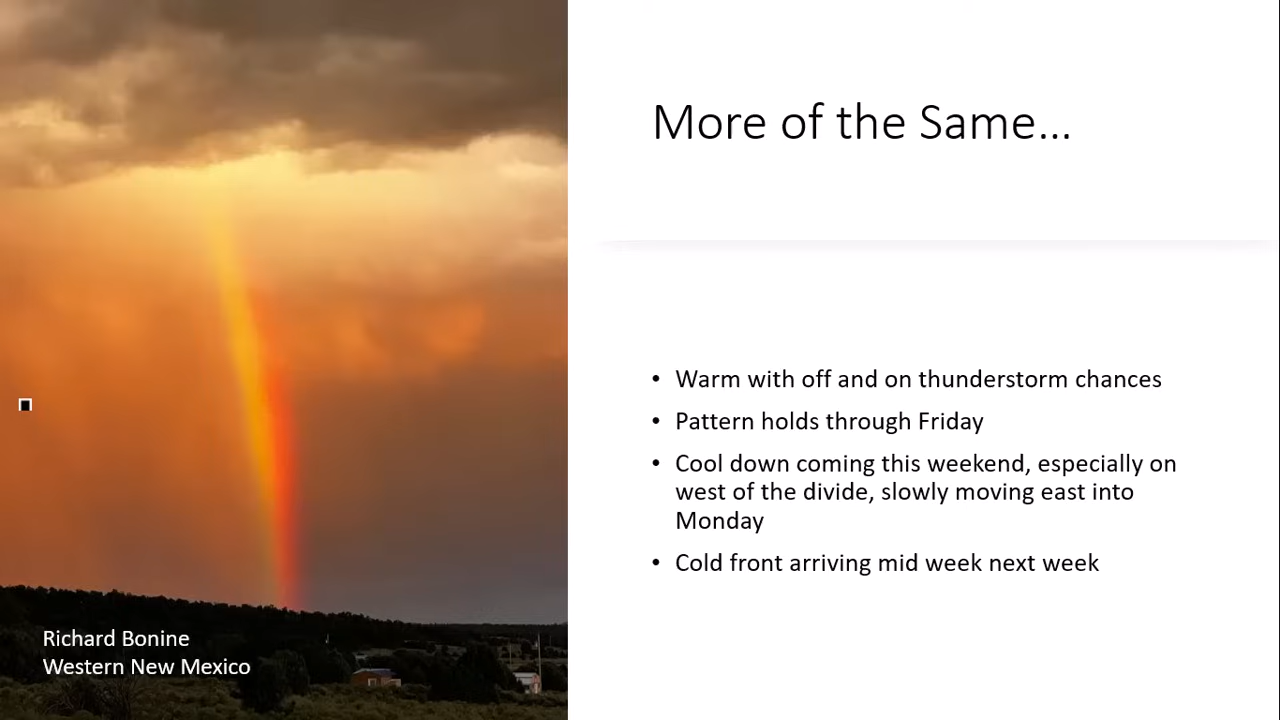 More of the Same...
• Warm with off and on thunderstorm chances
• Pattern holds through Friday
• Cool down coming this weekend, especially on
west of the divide, slowly moving east into
Monday
• Cold front arriving mid week next week
Richard Bonine
Western New Mexico